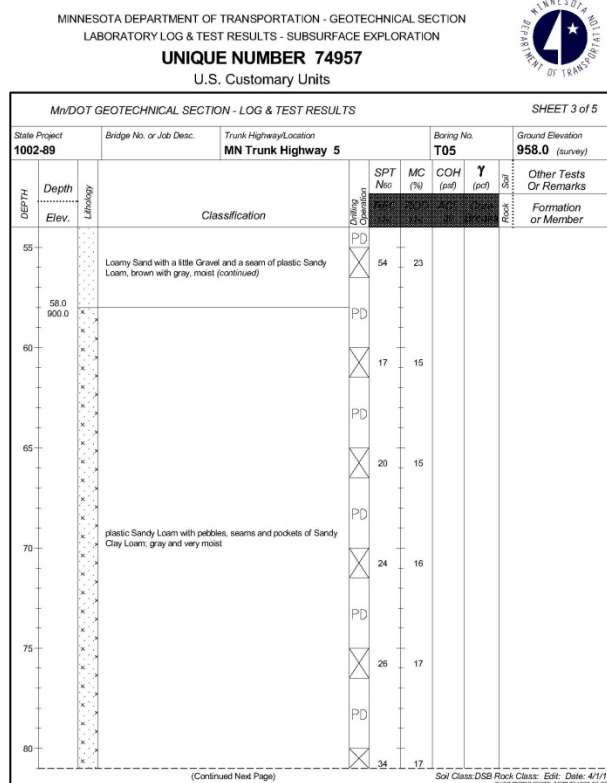 MINNESOTA DEPARTMENT OF TRANSPORTATION - GEOTECHNICAL SECTION
LABORATORY LOG & TEST RESULTS - SUBSURFACE EXPLORATION
UNIQUE NUMBER 74957
U.S. Customary Units
MINNESOTA
DEPARTMENT OF TRANSPORTATION
Mn/DOT GEOTECHNICAL SECTION - LOG & TEST RESULTS
SHEET 3 of 5
State Project
1002-89
Bridge No. or Job Desc.
Trunk Highway/Location
MN Trunk Highway 5
Boring No.
T05
Ground Elevation
958.0 (survey)
DEPTH
Depth
Elev.
Lithology
Classification
Drilling Operation
SPT N60
MC (%)
COH (psf)
γ (pcf)
Soil
Rock
Other Tests Or Remarks
Formation or Member
55
PD
Loamy Sand with a little Gravel and a seam of plastic Sandy
Loam, brown with gray, moist (continued)
54 23
58.0
900.0
PD
60
17 15
PD
65
20 15
PD
plastic Sandy Loam with pebbles, seams and pockets of Sandy
Clay Loam; gray and very moist
70
24 16
PD
75
26 17
PD
80
34 17
(Continued Next Page)
Soil Class:DSB Rock Class: Edit: Date: 4/1/1